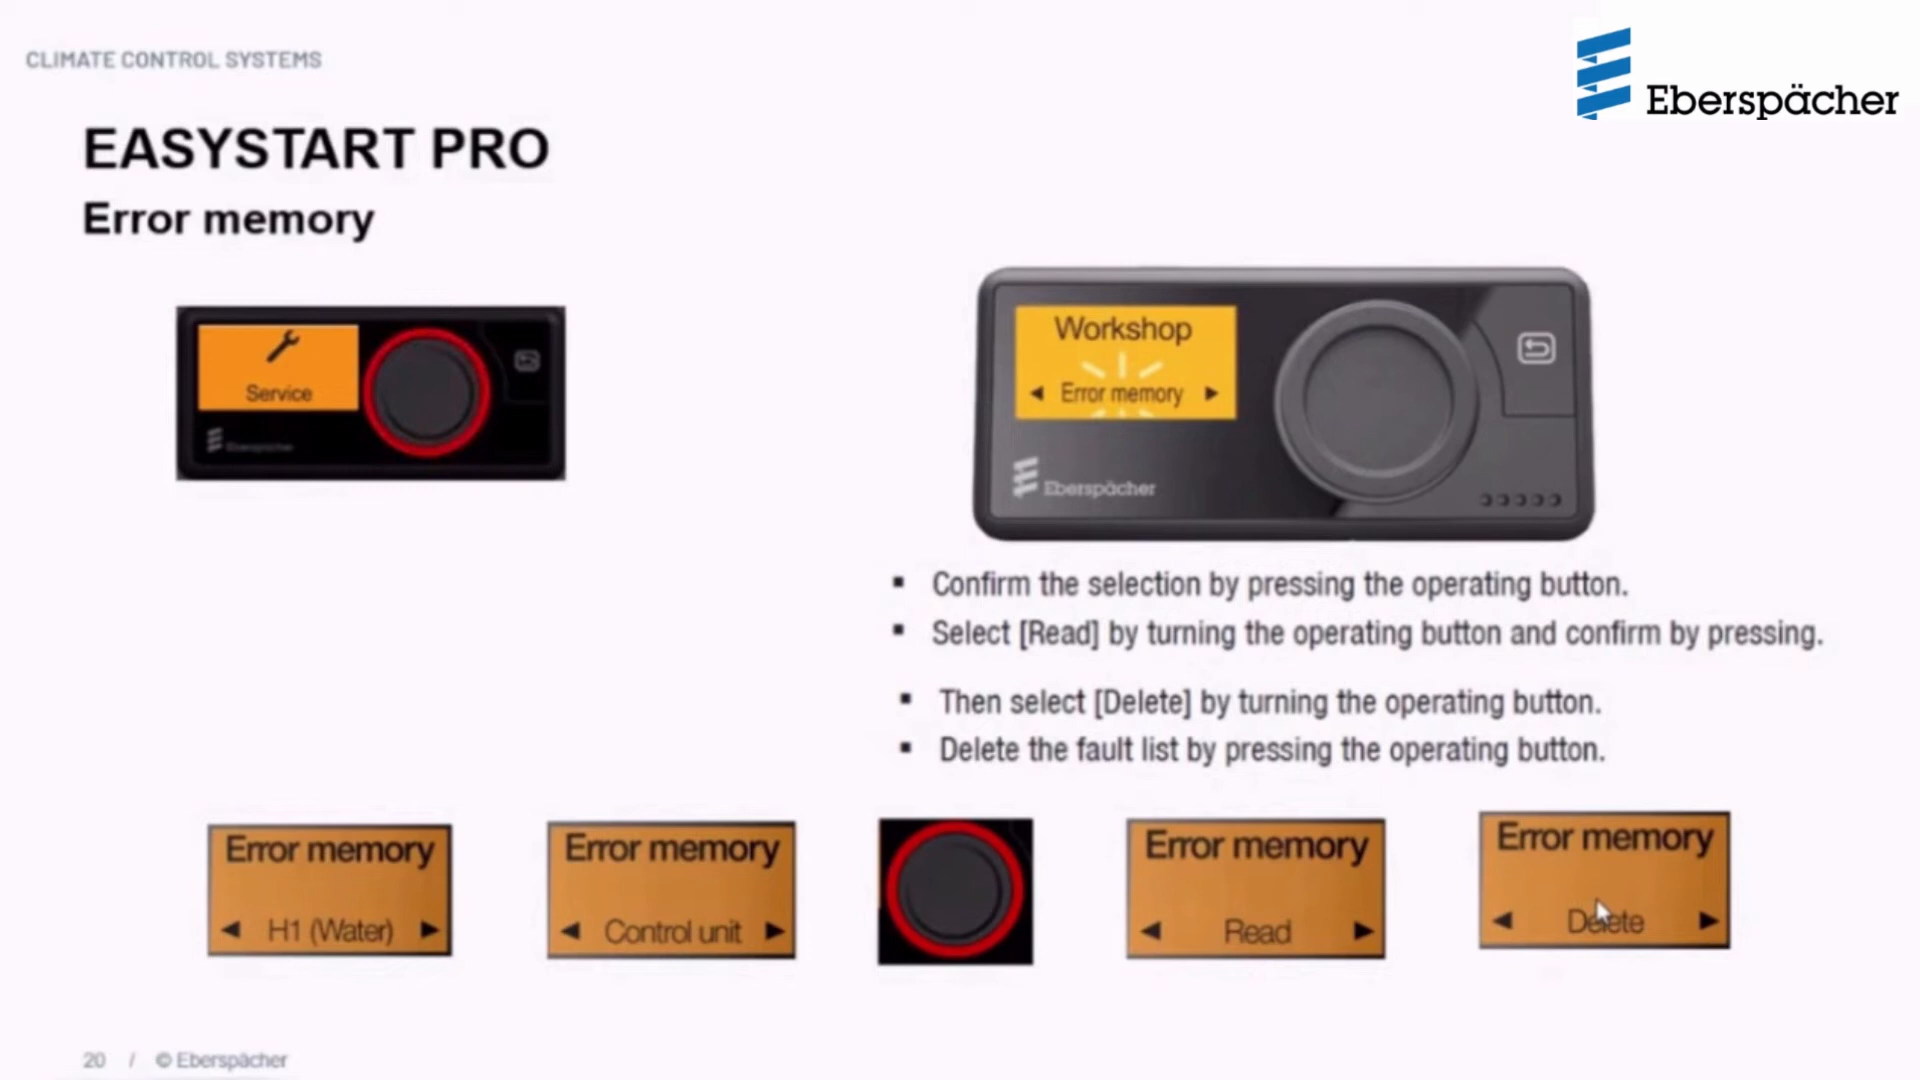 CLIMATE CONTROL SYSTEMS
Eberspächer
EASYSTART PRO
Error memory
Service
Eberspächer
Workshop
Error memory
Eberspächer
Confirm the selection by pressing the operating button.
Select [Read] by turning the operating button and confirm by pressing.
Then select [Delete] by turning the operating button.
Delete the fault list by pressing the operating button.
Error memory
H1 (Water)
Error memory
Control unit
Error memory
Read
Error memory
Delete
20 / © Eberspächer